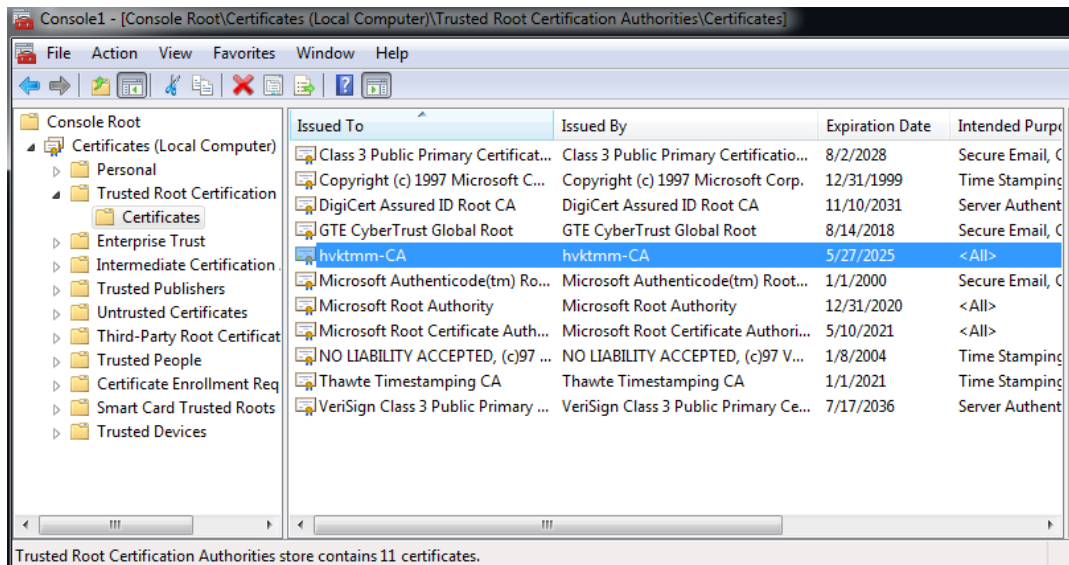 Console1 - [Console Root\Certificates (Local Computer)\Trusted Root Certification Authorities\Certificates]
File Action View Favorites Window Help
Console Root
Certificates (Local Computer)
Personal
Trusted Root Certification
Certificates
Enterprise Trust
Intermediate Certification
Trusted Publishers
Untrusted Certificates
Third-Party Root Certificat
Trusted People
Certificate Enrollment Req
Smart Card Trusted Roots
Trusted Devices
Issued To Issued By Expiration Date Intended Purpo
Class 3 Public Primary Certificat... Class 3 Public Primary Certificatio... 8/2/2028 Secure Email, C
Copyright (c) 1997 Microsoft C... Copyright (c) 1997 Microsoft Corp. 12/31/1999 Time Stamping
DigiCert Assured ID Root CA DigiCert Assured ID Root CA 11/10/2031 Server Authent
GTE CyberTrust Global Root GTE CyberTrust Global Root 8/14/2018 Secure Email, C
hvktmm-CA hvktmm-CA 5/27/2025 <All>
Microsoft Authenticode(tm) Ro... Microsoft Authenticode(tm) Root... 1/1/2000 Secure Email, C
Microsoft Root Authority Microsoft Root Authority 12/31/2020 <All>
Microsoft Root Certificate Auth... Microsoft Root Certificate Authori... 5/10/2021 <All>
NO LIABILITY ACCEPTED, (c)97 ... NO LIABILITY ACCEPTED, (c)97 V... 1/8/2004 Time Stamping
Thawte Timestamping CA Thawte Timestamping CA 1/1/2021 Time Stamping
VeriSign Class 3 Public Primary ... VeriSign Class 3 Public Primary Ce... 7/17/2036 Server Authent
Trusted Root Certification Authorities store contains 11 certificates.